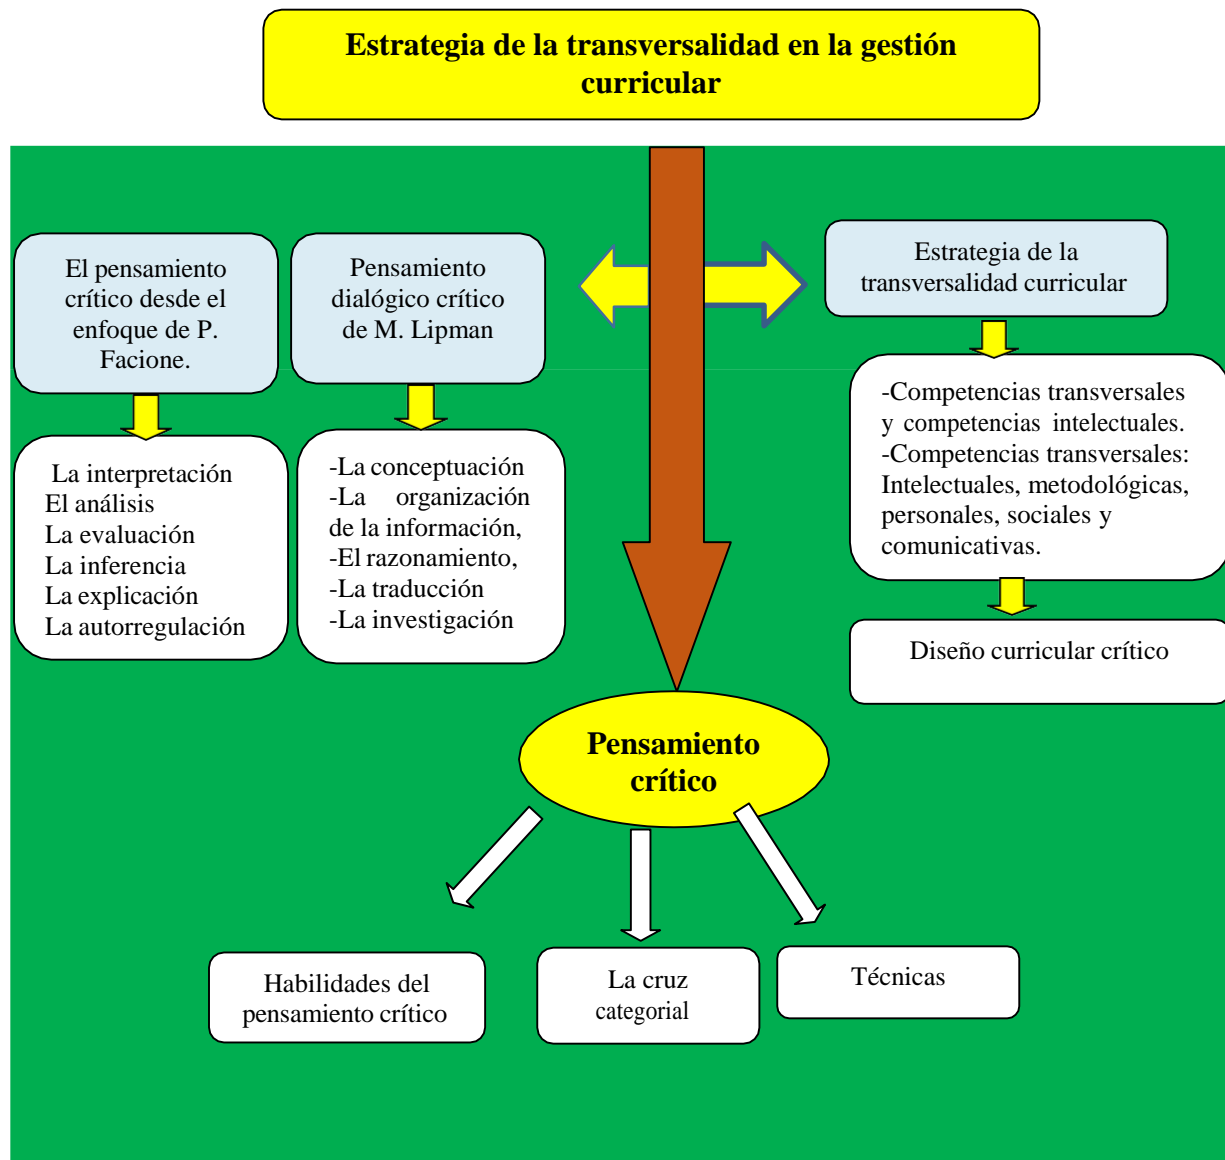 Estrategia de la transversalidad en la gestión
curricular
El pensamiento
crítico desde el
enfoque de P.
Facione.
Pensamiento
dialógico crítico
de M. Lipman
Estrategia de la
transversalidad curricular
La interpretación
El análisis
La evaluación
La inferencia
La explicación
La autorregulación
-La conceptuación
-La organización
de la información,
-El razonamiento,
-La traducción
-La investigación
-Competencias transversales
y competencias intelectuales.
-Competencias transversales:
Intelectuales, metodológicas,
personales, sociales y
comunicativas.
Diseño curricular crítico
Pensamiento
crítico
Habilidades del
pensamiento crítico
La cruz
categorial
Técnicas